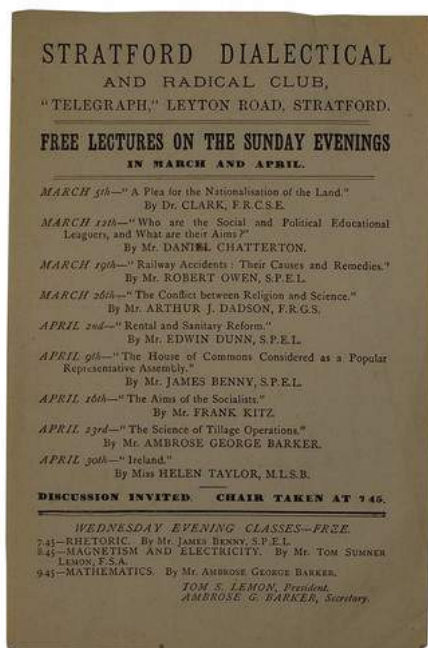 STRATFORD DIALECTICAL
AND RADICAL CLUB,
"TELEGRAPH," LEYTON ROAD, STRATFORD.
FREE LECTURES ON THE SUNDAY EVENINGS
IN MARCH AND APRIL.
MARCH 5th—"A Plea for the Nationalisation of the Land."
By Dr. CLARK, F.R.C.S.E.
MARCH 12th—"Who are the Social and Political Educational
Leaguers, and What are their Aims?"
By Mr. DANIEL CHATTERTON.
MARCH 19th—"Railway Accidents: Their Causes and Remedies."
By Mr. ROBERT OWEN, S.P.E.L.
MARCH 26th—"The Conflict between Religion and Science."
By Mr. ARTHUR J. DADSON, F.R.G.S.
APRIL 2nd—"Rental and Sanitary Reform."
By Mr. EDWIN DUNN, S.P.E.L.
APRIL 9th—"The House of Commons Considered as a Popular
Representative Assembly."
By Mr. JAMES BENNY, S.P.E.L.
APRIL 16th—"The Aims of the Socialists."
By Mr. FRANK KITZ.
APRIL 23rd—"The Science of Tillage Operations."
By Mr. AMBROSE GEORGE BARKER.
APRIL 30th—"Ireland."
By Miss HELEN TAYLOR, M.L.S.B.
DISCUSSION INVITED. CHAIR TAKEN AT 7 45.
WEDNESDAY EVENING CLASSES—FREE.
7.45—RHETORIC. By Mr. James Benny, S.P.E.L.
8.45—MAGNETISM AND ELECTRICITY. By Mr. Tom Sumner
Lemon, F.S.A.
9.45—MATHEMATICS. By Mr. Ambrose George Barker.
TOM S. LEMON, President.
AMBROSE G. BARKER, Secretary.